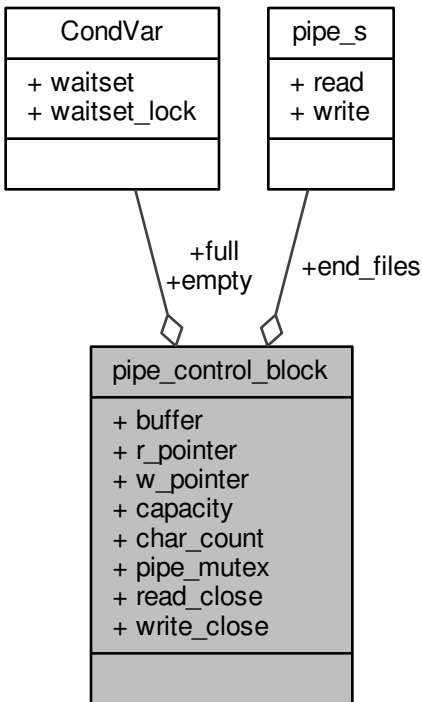 CondVar
+ waitset
+ waitset_lock
pipe_s
+ read
+ write
+full
+empty
+end_files
pipe_control_block
+ buffer
+ r_pointer
+ w_pointer
+ capacity
+ char_count
+ pipe_mutex
+ read_close
+ write_close